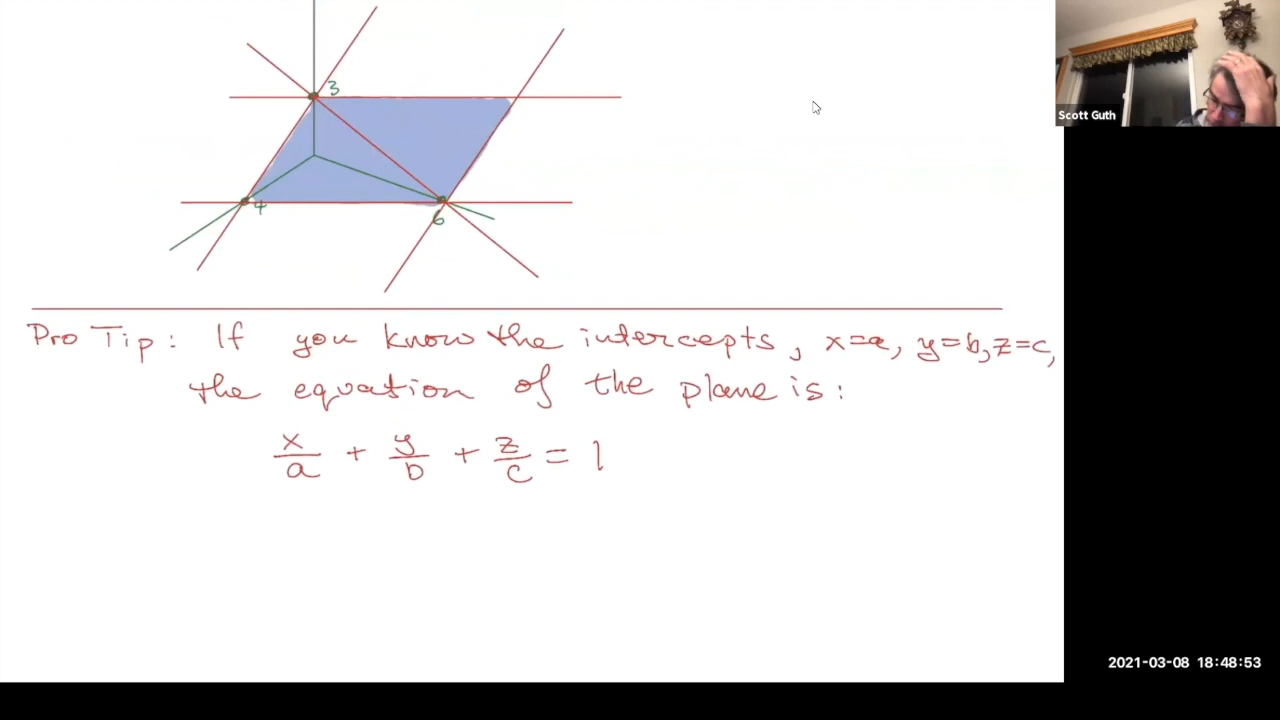 3
4
6
Pro Tip: If you know the intercepts, x=a, y=b, z=c,
the equation of the plane is:
x/a + y/b + z/c = 1
Scott Guth
2021-03-08 18:48:53